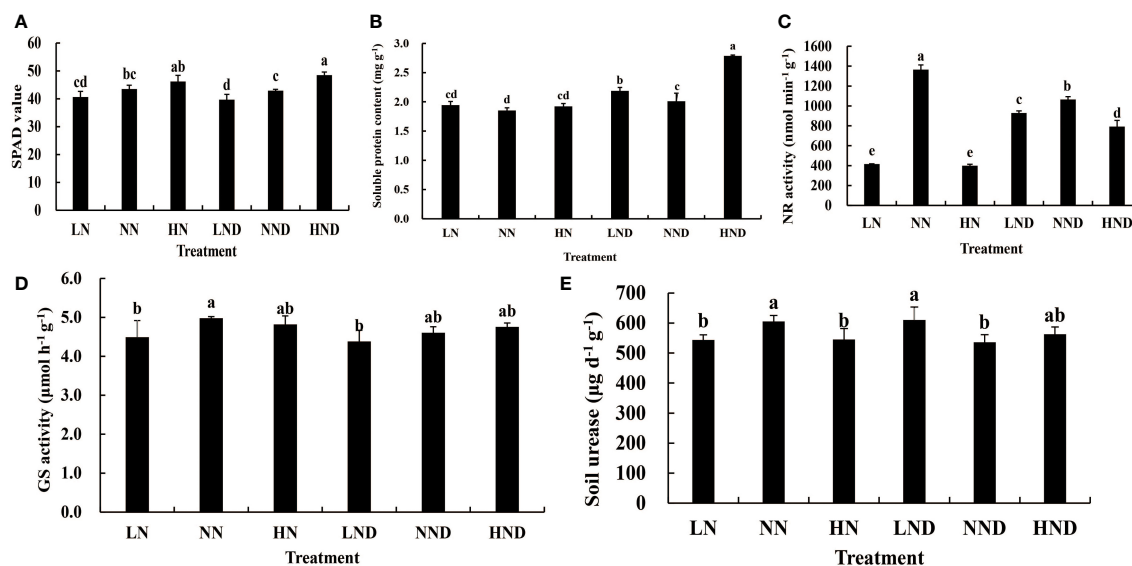 A
SPAD value
60
50
40
30
20
10
0
cd
bc
ab
d
c
a
LN NN HN LND NND HND
Treatment
B
Soluble protein content (mg g-1)
3.0
2.5
2.0
1.5
1.0
0.5
0.0
cd
d
cd
b
c
a
LN NN HN LND NND HND
Treatment
C
NR activity (nmol min-1 g-1)
1600
1400
1200
1000
800
600
400
200
0
e
a
e
c
b
d
LN NN HN LND NND HND
Treatment
D
GS activity (μmol h-1 g-1)
6.0
5.0
4.0
3.0
2.0
1.0
0.0
b
a
ab
b
ab
ab
LN NN HN LND NND HND
Treatment
E
Soil urease (μg d-1 g-1)
700
600
500
400
300
200
100
0
b
a
b
a
b
ab
LN NN HN LND NND HND
Treatment